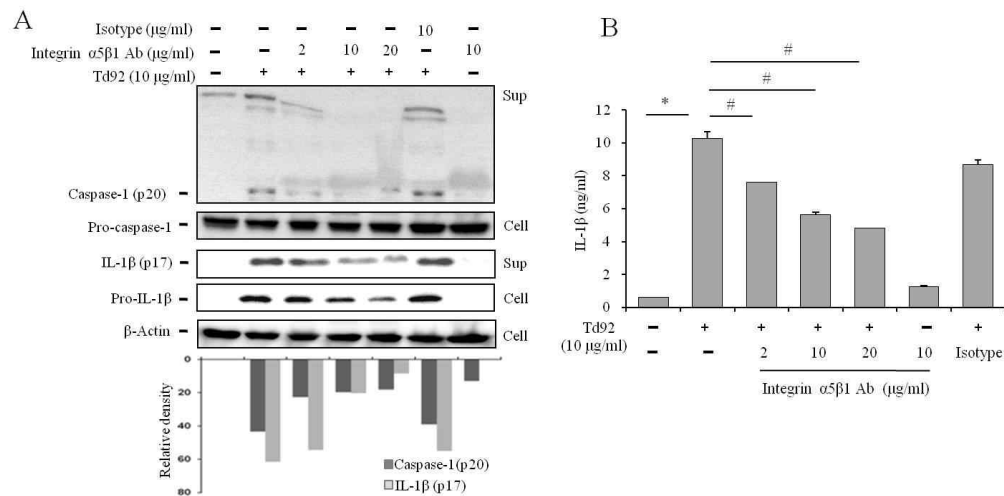 A
Isotype (μg/ml) – – – – – 10 –
Integrin α5β1 Ab (μg/ml) – – 2 10 20 – 10
Td92 (10 μg/ml) – + + + + + –
Sup
Caspase-1 (p20) –
Pro-caspase-1 – Cell
IL-1β (p17) – Sup
Pro-IL-1β – Cell
β-Actin – Cell
Relative density
0
20
40
60
80
Caspase-1(p20)
IL-1β (p17)
B
#
#
* #
IL-1β (ng/ml)
12
10
8
6
4
2
0
Td92 – + + + + – +
(10 μg/ml) – – 2 10 20 10 Isotype
Integrin α5β1 Ab (μg/ml)